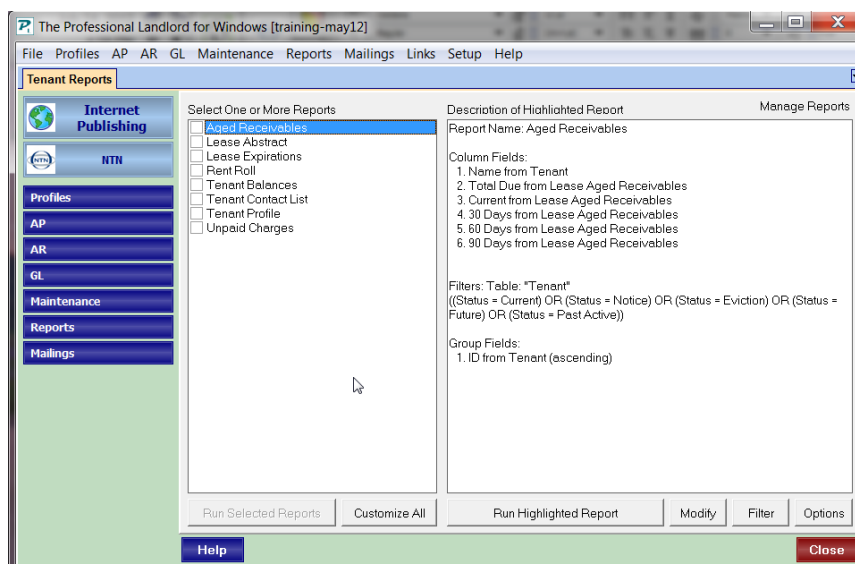 The Professional Landlord for Windows [training-may12]
File Profiles AP AR GL Maintenance Reports Mailings Links Setup Help
Tenant Reports
Internet
Publishing
NTN
NTN
Profiles
AP
AR
GL
Maintenance
Reports
Mailings
Select One or More Reports
Aged Receivables
Lease Abstract
Lease Expirations
Rent Roll
Tenant Balances
Tenant Contact List
Tenant Profile
Unpaid Charges
Run Selected Reports
Customize All
Description of Highlighted Report
Manage Reports
Report Name: Aged Receivables
Column Fields:
1. Name from Tenant
2. Total Due from Lease Aged Receivables
3. Current from Lease Aged Receivables
4. 30 Days from Lease Aged Receivables
5. 60 Days from Lease Aged Receivables
6. 90 Days from Lease Aged Receivables
Filters: Table: "Tenant"
((Status = Current) OR (Status = Notice) OR (Status = Eviction) OR (Status =
Future) OR (Status = Past Active))
Group Fields:
1. ID from Tenant (ascending)
Run Highlighted Report
Modify
Filter
Options
Help
Close